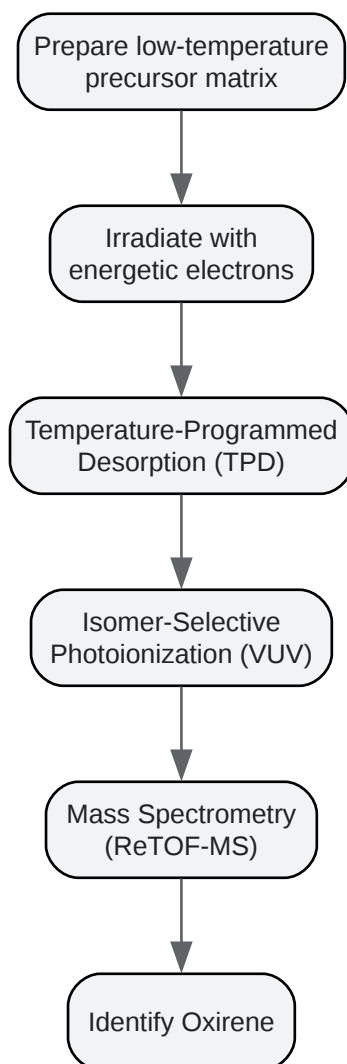 Prepare low-temperature
precursor matrix
Irradiate with
energetic electrons
Temperature-Programmed
Desorption (TPD)
Isomer-Selective
Photoionization (VUV)
Mass Spectrometry
(ReTOF-MS)
Identify Oxirene